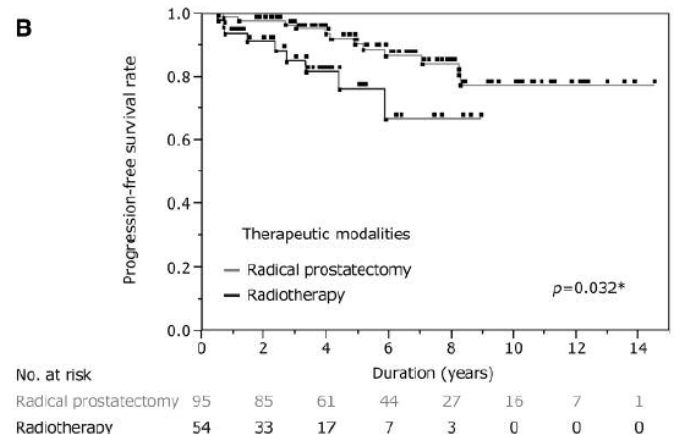 B
Progression-free survival rate
1.0
0.8
0.6
0.4
0.2
0.0
Therapeutic modalities
Radical prostatectomy
Radiotherapy
p=0.032*
0 2 4 6 8 10 12 14
Duration (years)
No. at risk
Radical prostatectomy 95 85 61 44 27 16 7 1
Radiotherapy 54 33 17 7 3 0 0 0